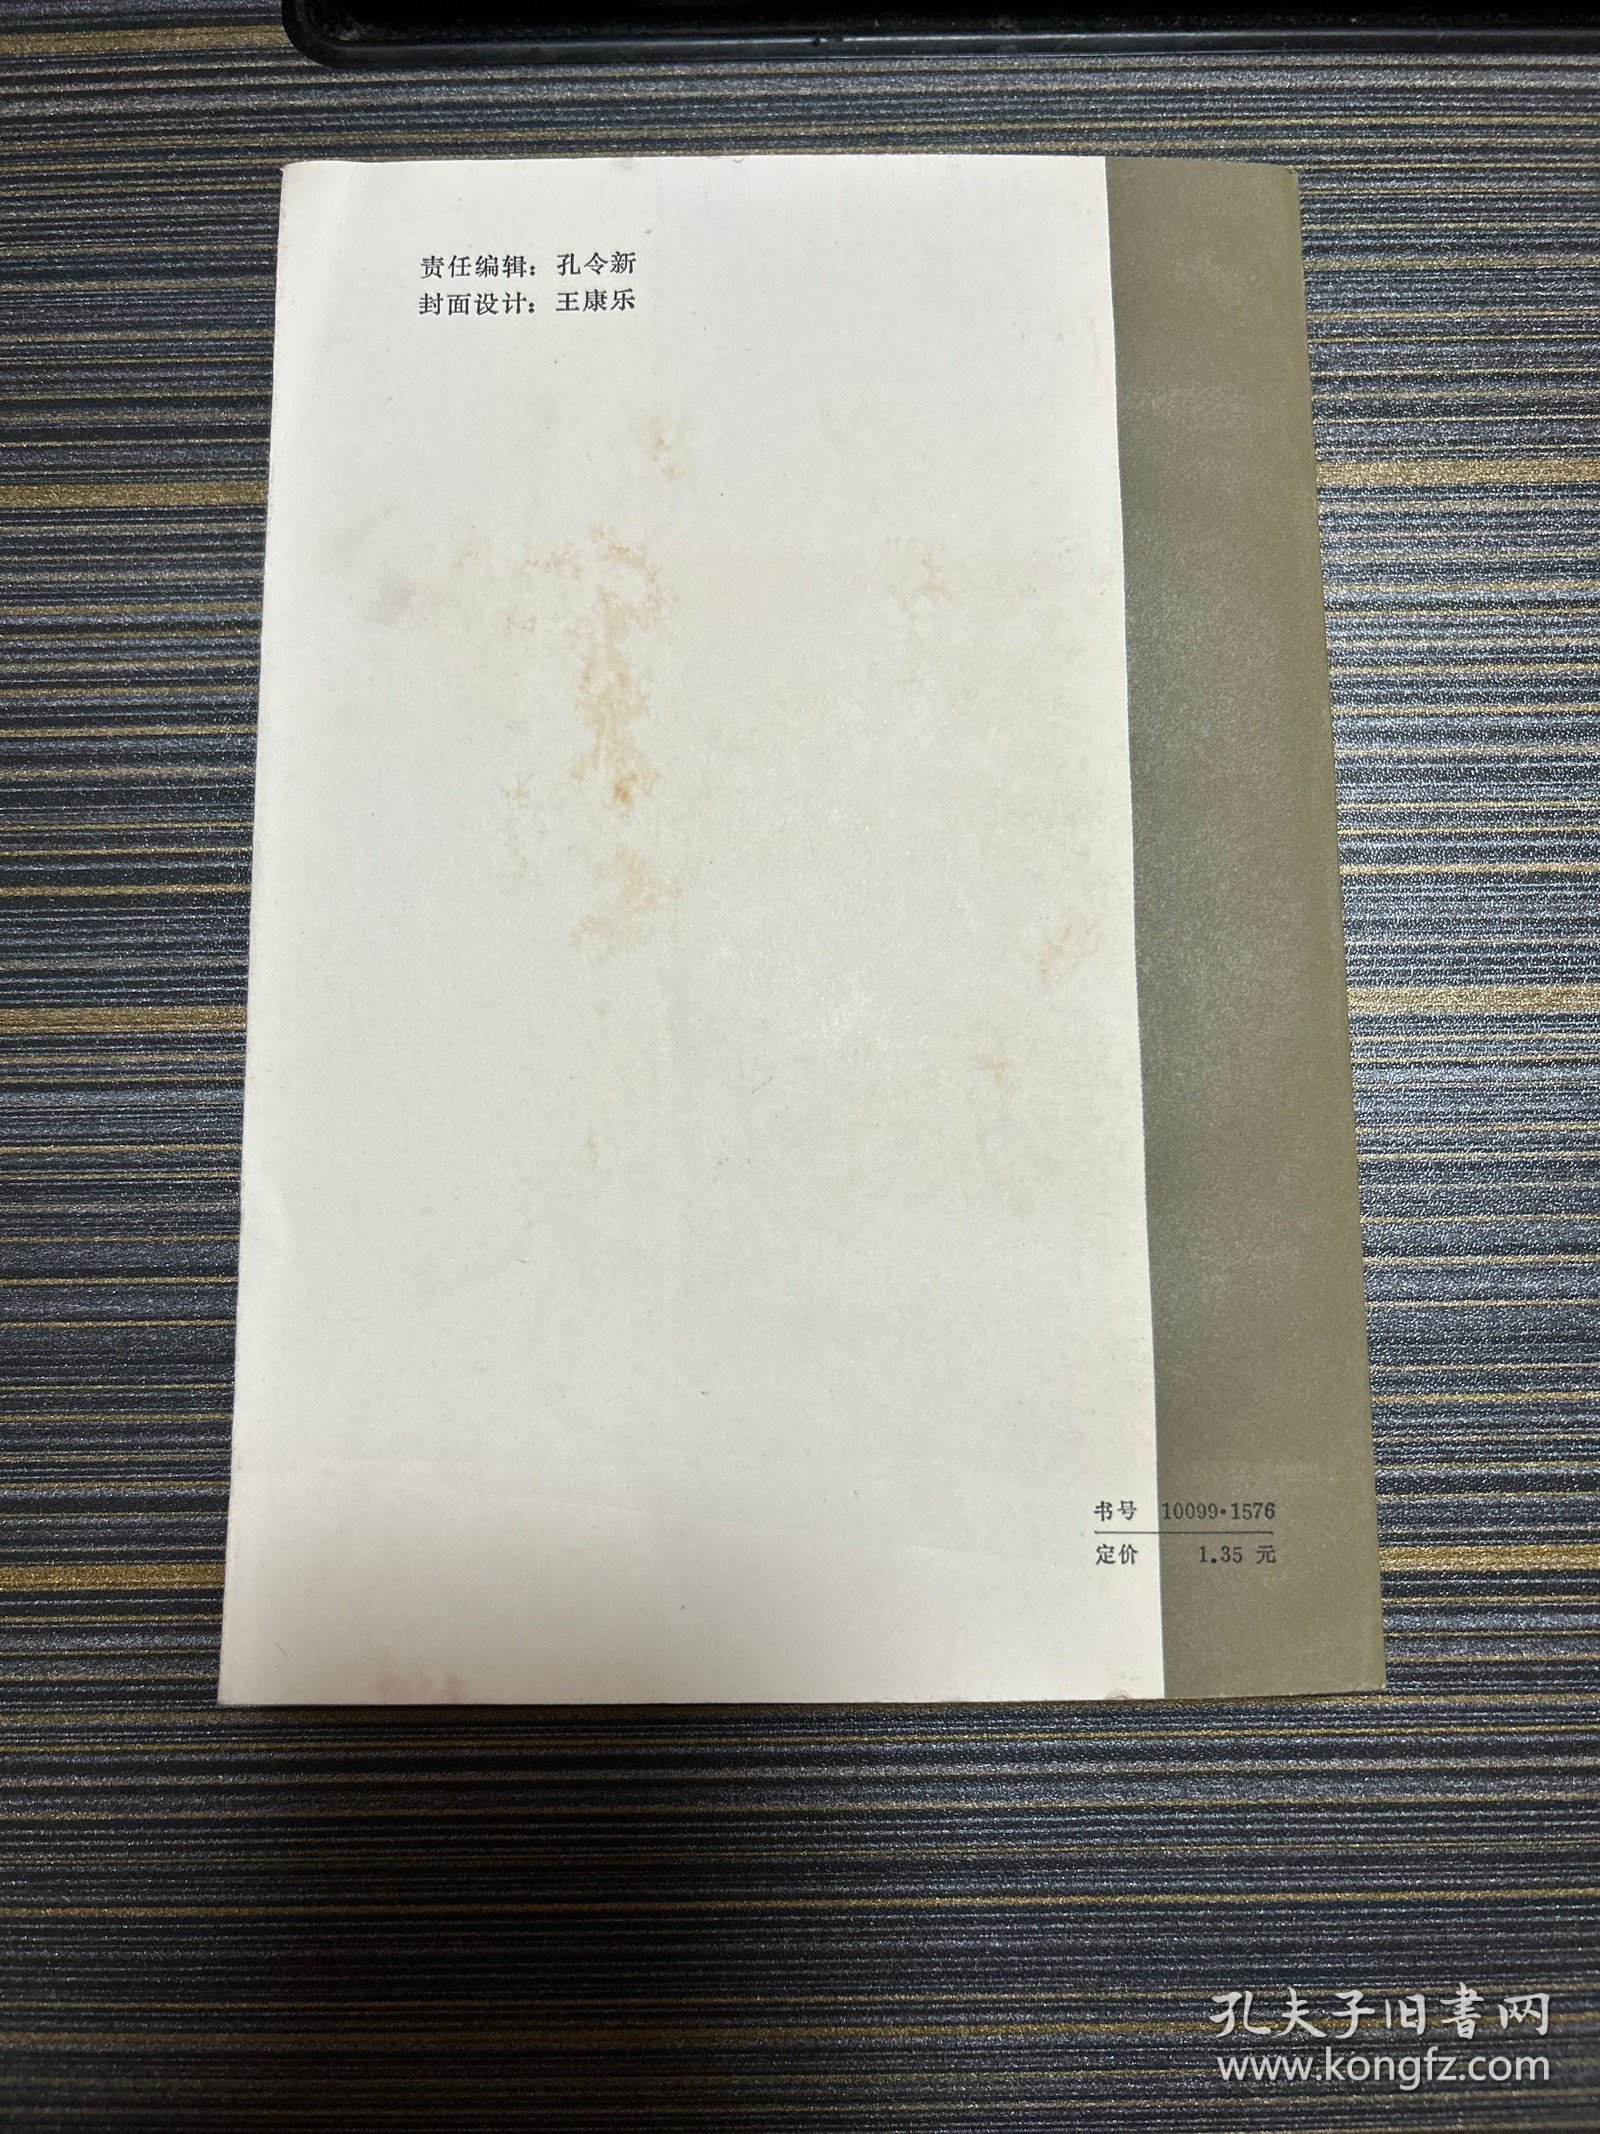 责任编辑：孔令新
封面设计：王康乐
书号 10099·1576
定价 1.35 元
孔夫子旧書网
www.kongfz.com